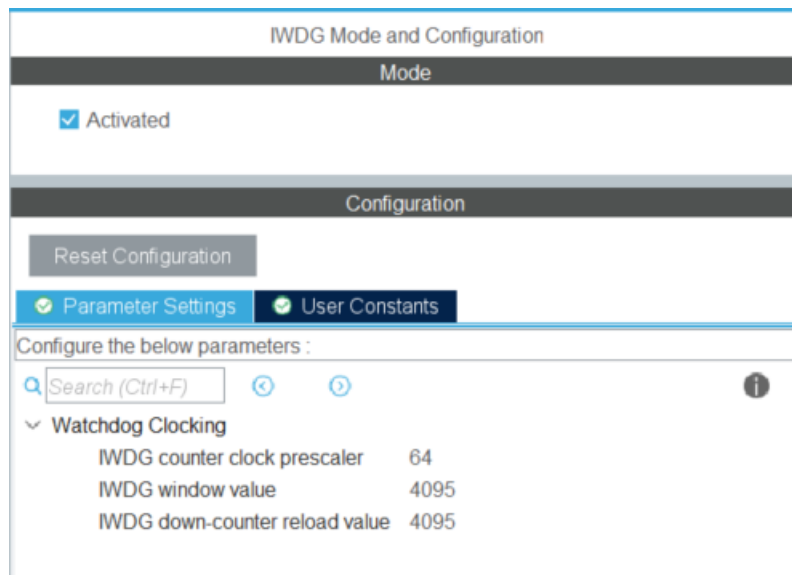 IWDG Mode and Configuration
Mode
Activated
Configuration
Reset Configuration
Parameter Settings User Constants
Configure the below parameters :
Search (Ctrl+F)
Watchdog Clocking
IWDG counter clock prescaler 64
IWDG window value 4095
IWDG down-counter reload value 4095